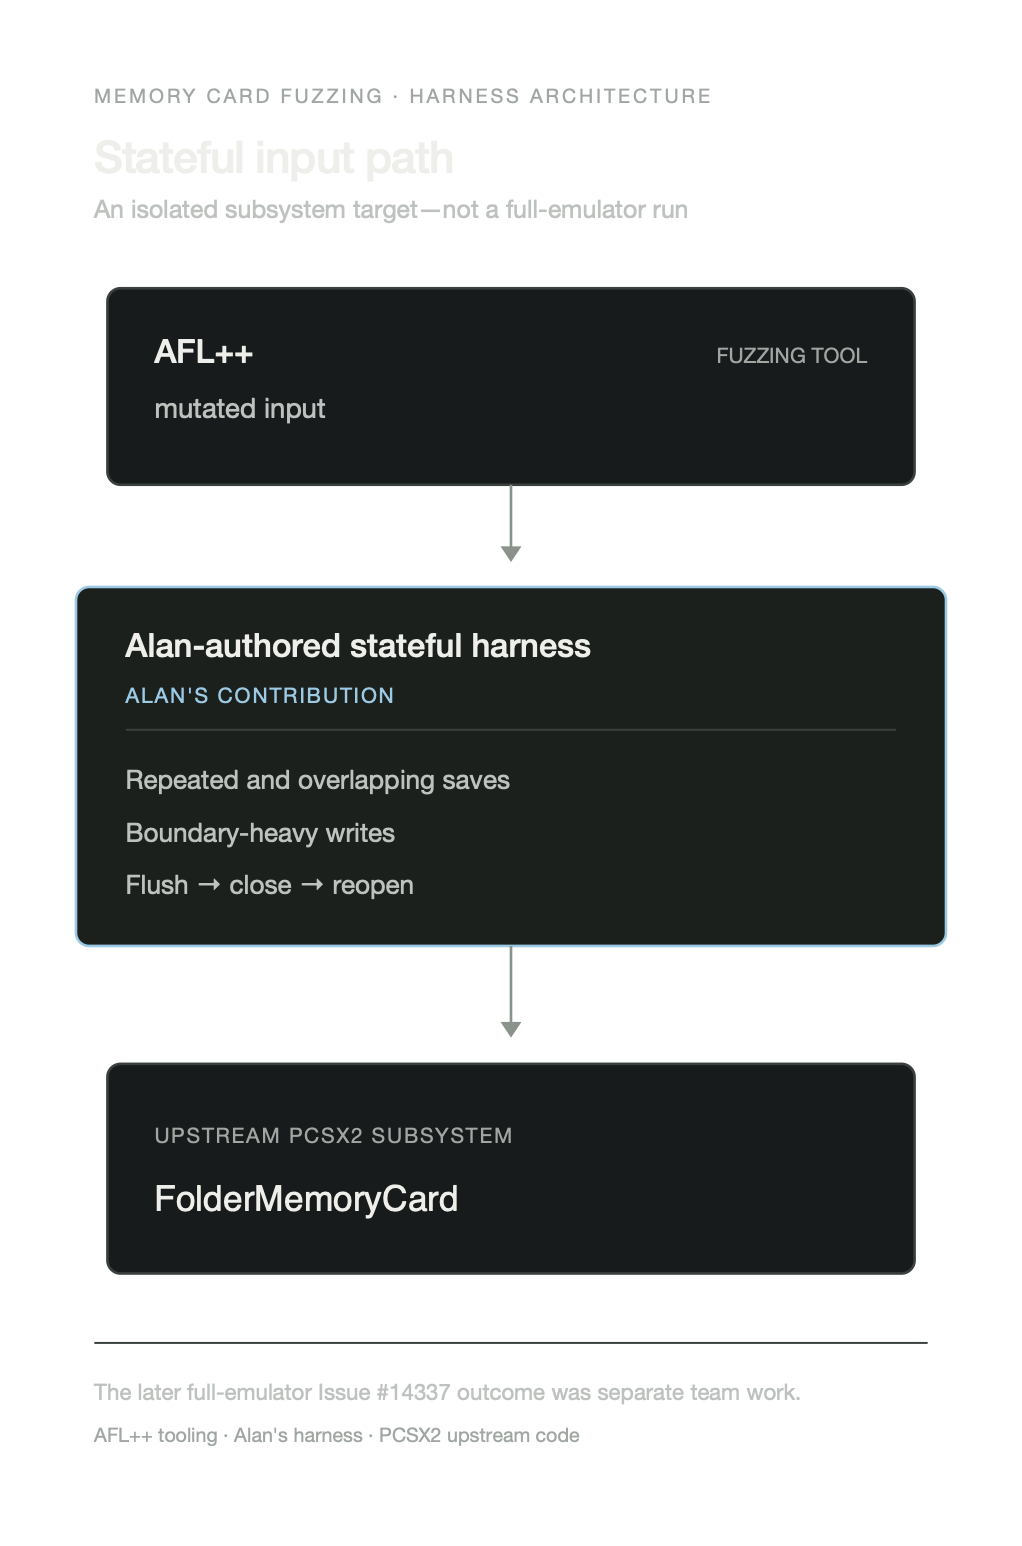 MEMORY CARD FUZZING · HARNESS ARCHITECTURE
Stateful input path
An isolated subsystem target—not a full-emulator run
AFL++
FUZZING TOOL
mutated input
Alan-authored stateful harness
ALAN'S CONTRIBUTION
Repeated and overlapping saves
Boundary-heavy writes
Flush → close → reopen
UPSTREAM PCSX2 SUBSYSTEM
FolderMemoryCard
The later full-emulator Issue #14337 outcome was separate team work.
AFL++ tooling · Alan's harness · PCSX2 upstream code